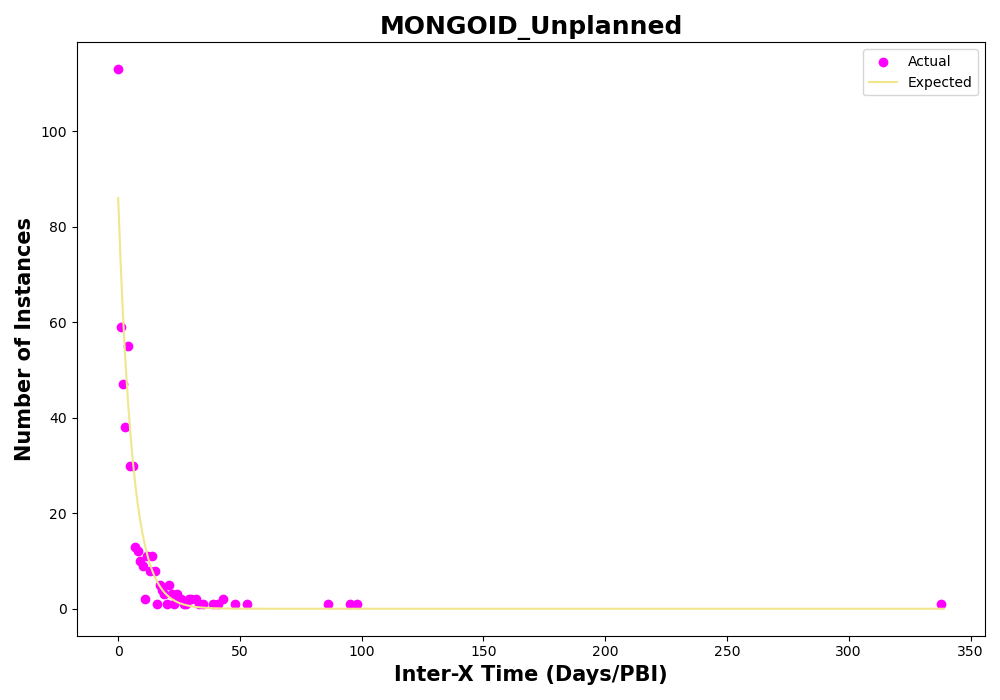 MONGOID_Unplanned
Actual
Expected
Number of Instances
100
80
60
40
20
0
0 50 100 150 200 250 300 350
Inter-X Time (Days/PBI)